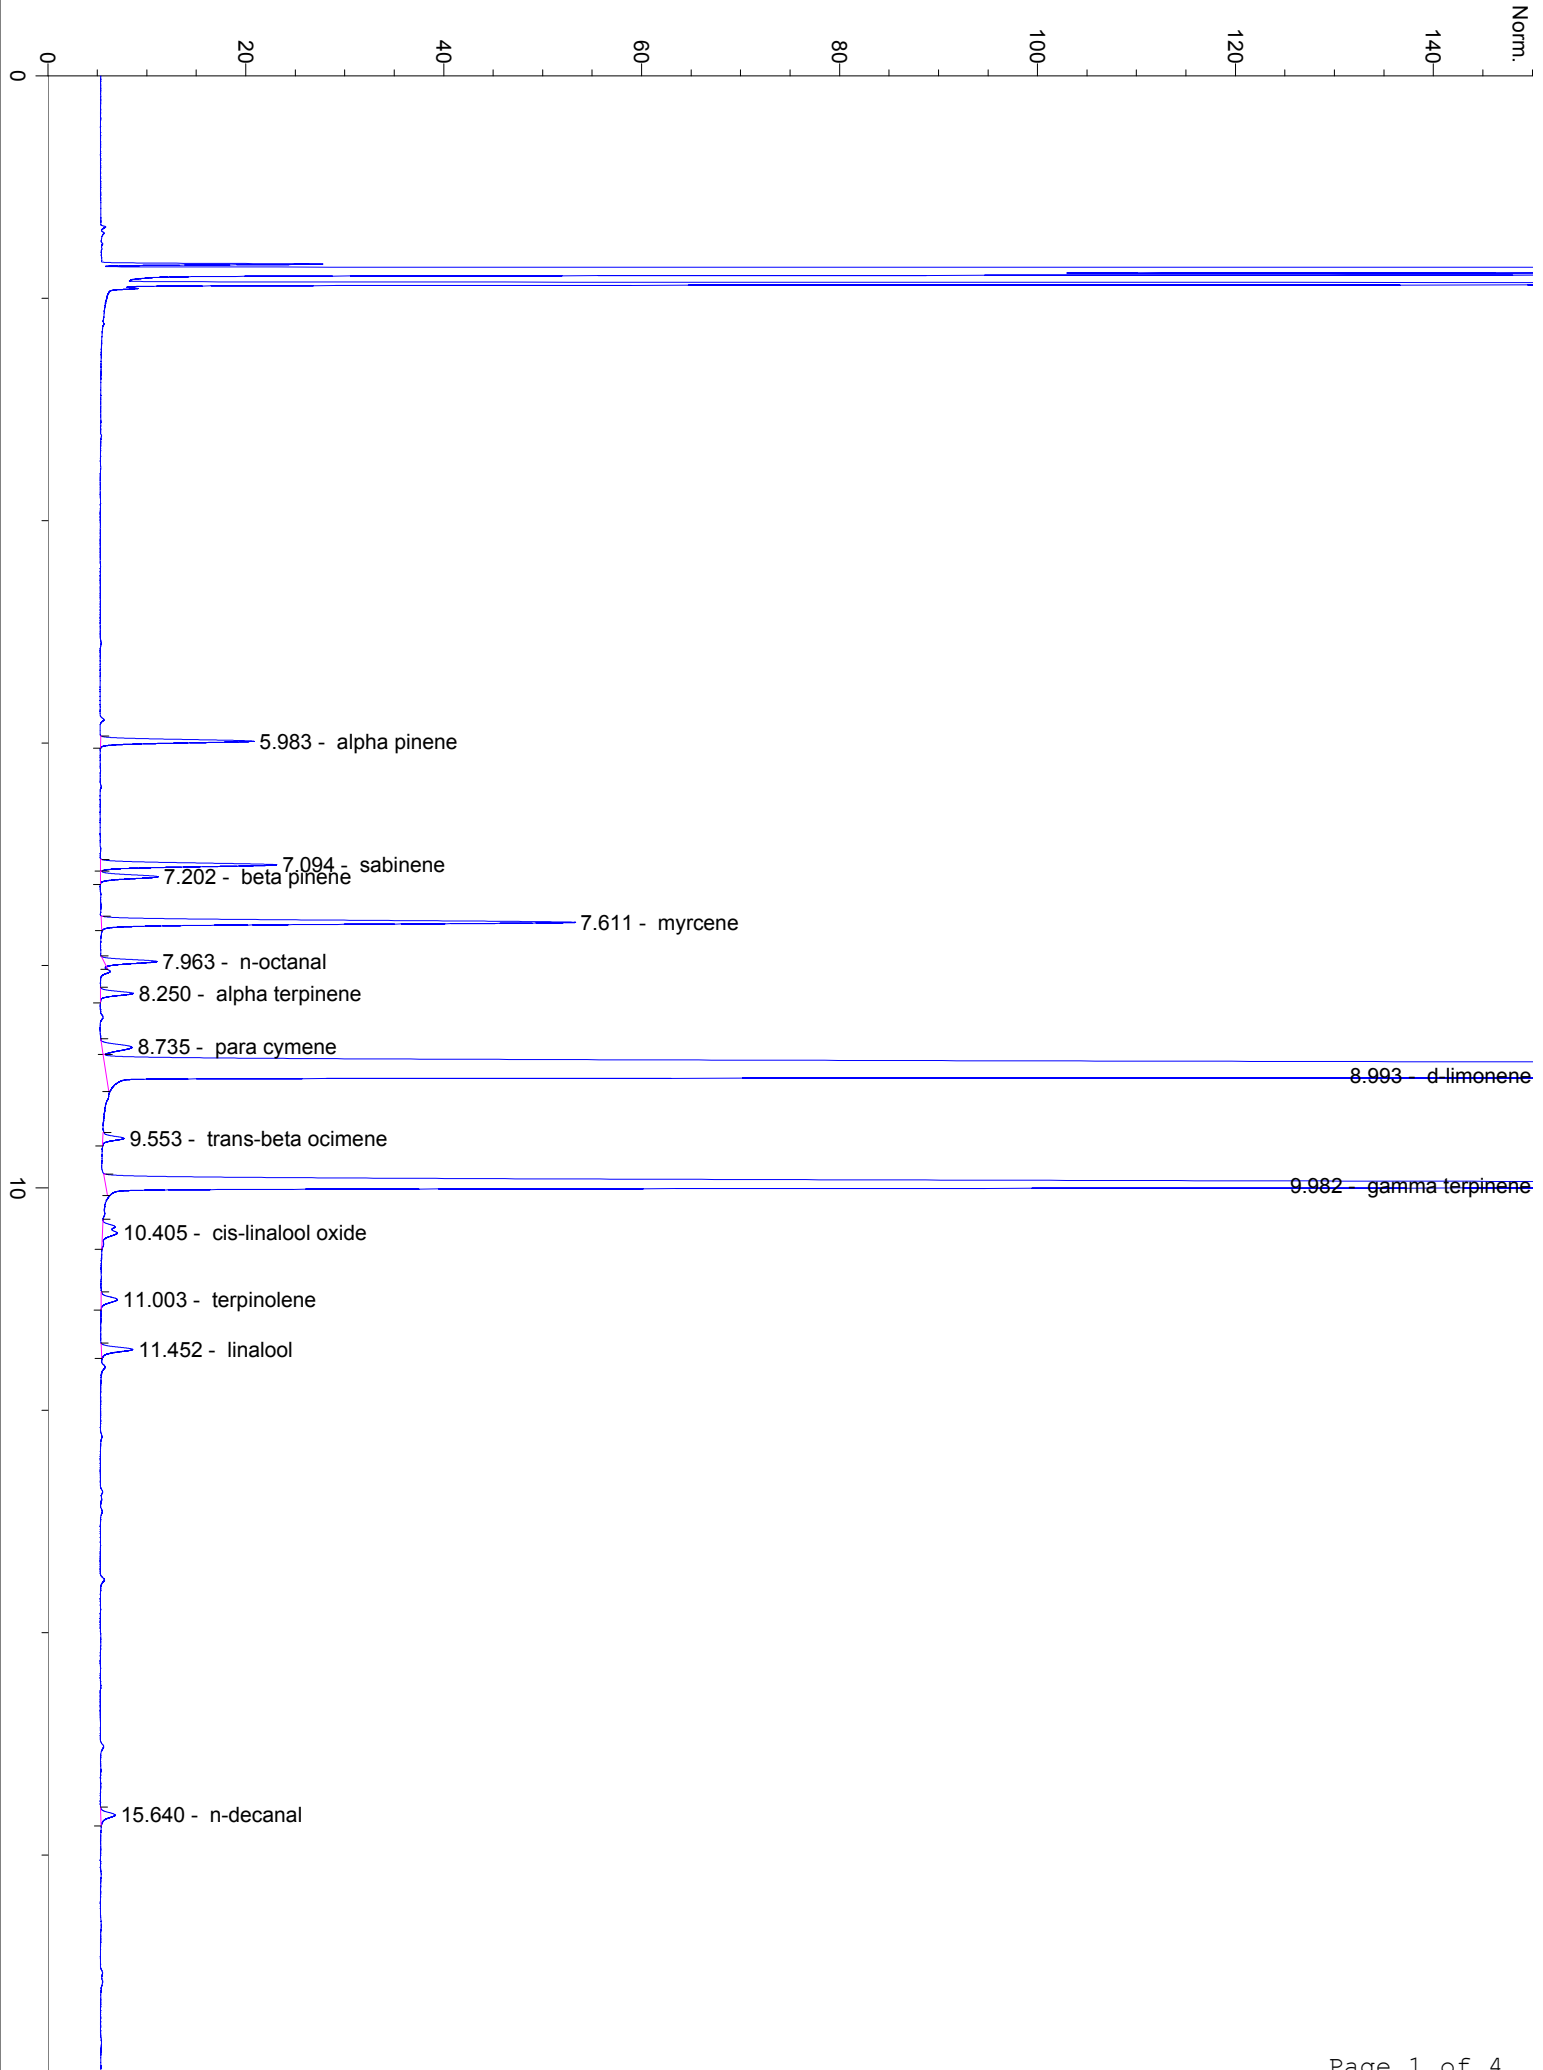 Norm.
0
20
40
60
80
100
120
140
0
5.983 - alpha pinene
7.094 - sabinene
7.202 - beta pinene
7.611 - myrcene
7.963 - n-octanal
8.250 - alpha terpinene
8.735 - para cymene
8.993 - d-limonene
9.553 - trans-beta ocimene
9.982 - gamma terpinene
10
10.405 - cis-linalool oxide
11.003 - terpinolene
11.452 - linalool
15.640 - n-decanal
Page 1 of 4